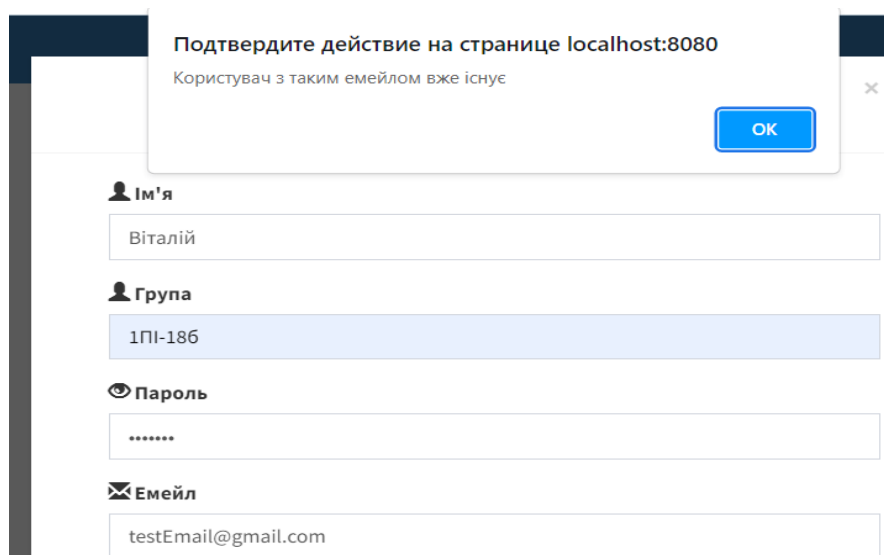 Подтвердите действие на странице localhost:8080
Користувач з таким емейлом вже існує
×
ОК
Ім'я
Віталій
Група
1ПІ-18б
Пароль
•••••••
Емейл
testEmail@gmail.com